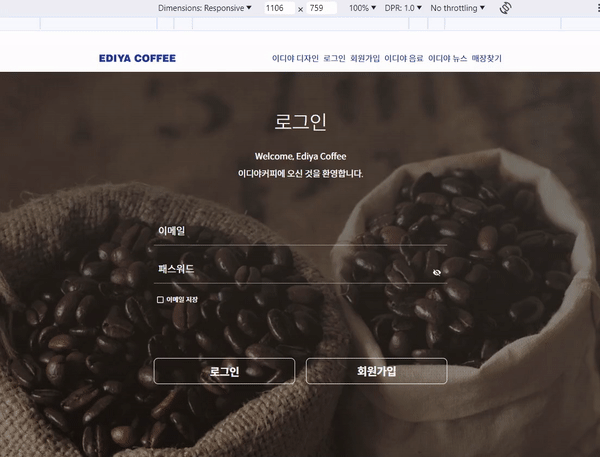 Dimensions: Responsive ▼ 1106 × 759 100% ▼ DPR: 1.0 ▼ No throttling ▼
EDIYA COFFEE 이디야 디자인 로그인 회원가입 이디야 음료 이디야 뉴스 매장찾기
로그인
Welcome, Ediya Coffee
이디야커피에 오신 것을 환영합니다.
이메일
패스워드
이메일 저장
로그인 회원가입